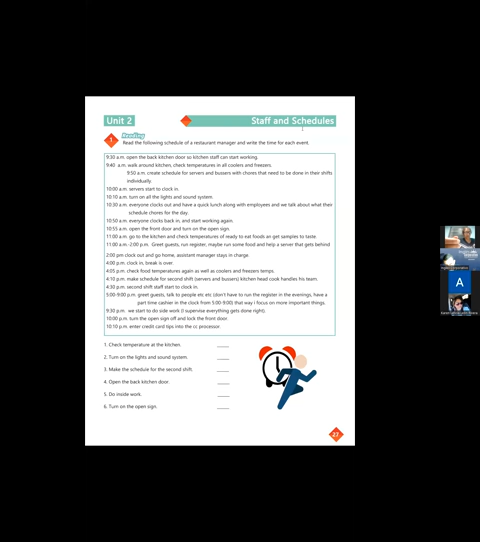 Unit 2
Staff and Schedules
Reading
1 Read the following schedule of a restaurant manager and write the time for each event.
9:30 a.m. open the back kitchen door so kitchen staff can start working.
9:40 a.m. walk around kitchen, check temperatures in all coolers and freezers.
9:50 a.m. create schedule for servers and bussers with chores that need to be done in their shifts
individually.
10:00 a.m. servers start to clock in.
10:10 a.m. turn on all the lights and sound system.
10:30 a.m. everyone clocks out and have a quick lunch along with employees and we talk about what their
schedule chores for the day.
10:50 a.m. everyone clocks back in, and start working again.
10:55 a.m. open the front door and turn on the open sign.
11:00 a.m. go to the kitchen and check temperatures of ready to eat foods an get samples to taste.
11:00 a.m.-2:00 p.m. Greet guests, run register, maybe run some food and help a server that gets behind
2:00 pm clock out and go home, assistant manager stays in charge.
4:00 p.m. clock in, break is over.
4:05 p.m. check food temperatures again as well as coolers and freezers temps.
4:10 p.m. make schedule for second shift (servers and bussers) kitchen head cook handles his team.
4:30 p.m. second shift staff start to clock in.
5:00-9:00 p.m. greet guests, talk to people etc etc (don't have to run the register in the evenings, have a
part time cashier in the clock from 5:00-9:00) that way i focus on more important things.
9:30 p.m. we start to do side work (I supervise everything gets done right).
10:00 p.m. turn the open sign off and lock the front door.
10:10 p.m. enter credit card tips into the cc processor.
1. Check temperature at the kitchen. _____
2. Turn on the lights and sound system. _____
3. Make the schedule for the second shift. _____
4. Open the back kitchen door. _____
5. Do inside work. _____
6. Turn on the open sign. _____
27
A